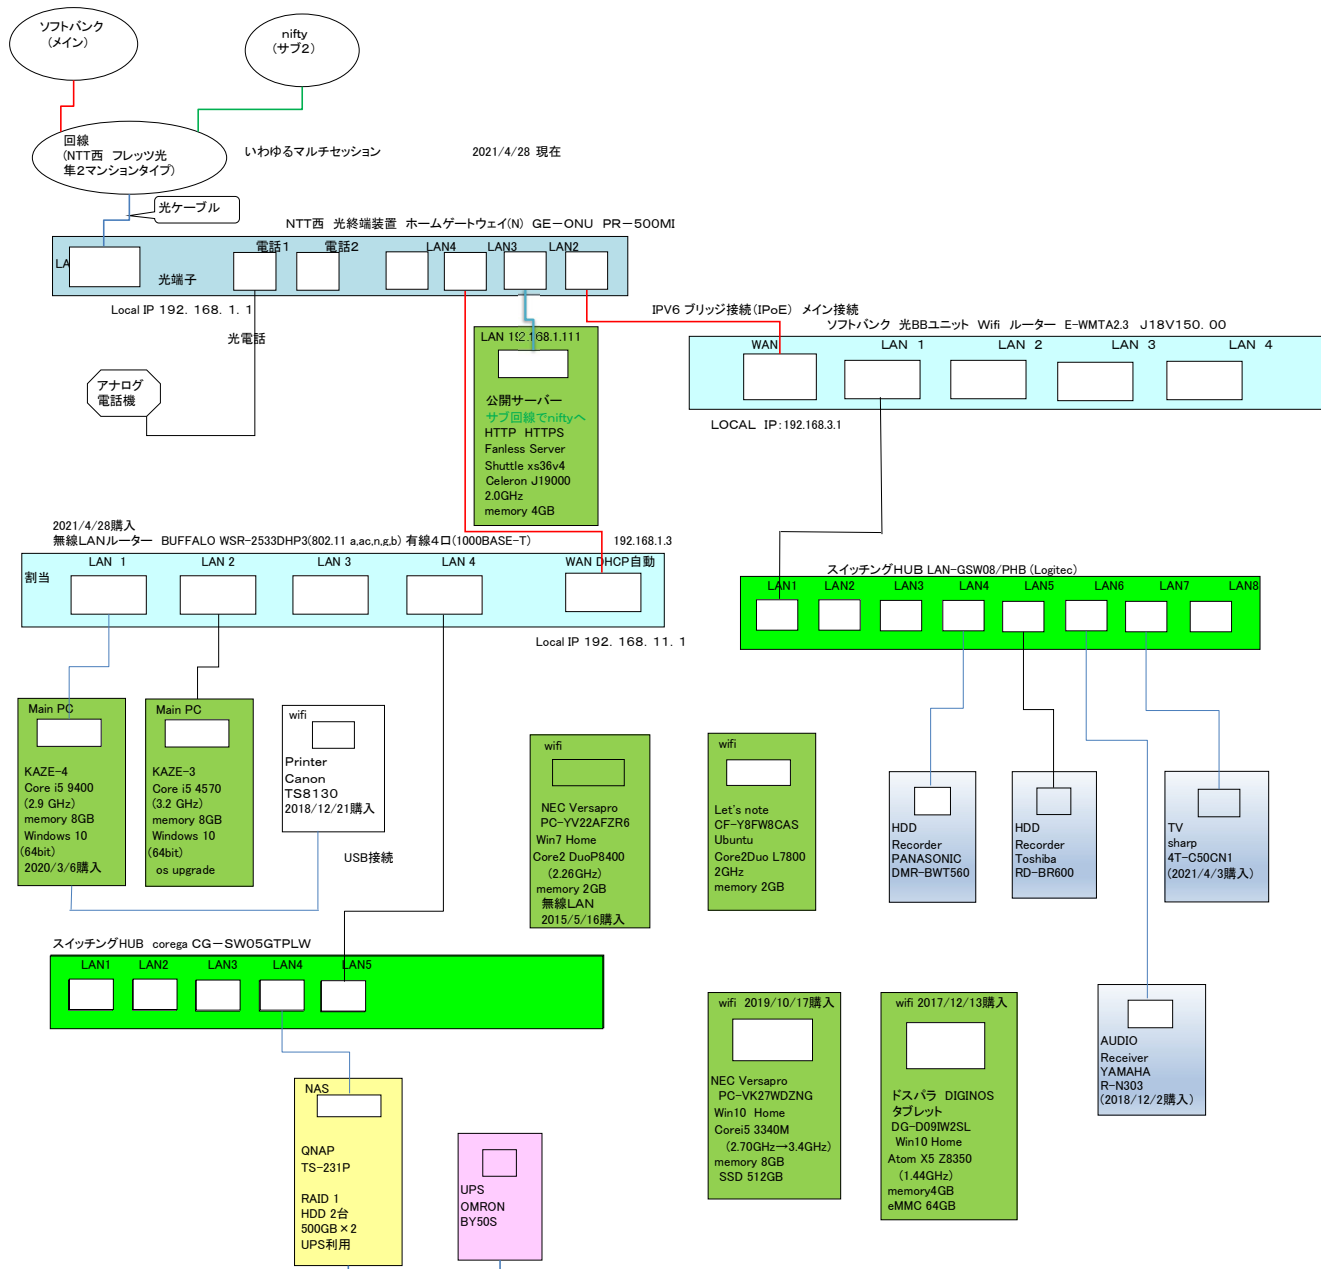 ソフトバンク
(メイン)
nifty
(サブ2)
回線
(NTT西 フレッツ光
隼2マンションタイプ)
いわゆるマルチセッション
2021/4/28 現在
光ケーブル
NTT西 光終端装置 ホームゲートウェイ(N) GE-ONU PR-500MI
LA
光端子
電話1
電話2
LAN4
LAN3
LAN2
Local IP 192. 168. 1. 1
光電話
アナログ
電話機
IPV6 ブリッジ接続(IPoE) メイン接続
ソフトバンク 光BBユニット Wifi ルーター E-WMTA2.3 J18V150. 00
WAN
LAN 1
LAN 2
LAN 3
LAN 4
LOCAL IP:192.168.3.1
LAN 192.168.1.111
公開サーバー
サブ回線でniftyへ
HTTP HTTPS
Fanless Server
Shuttle xs36v4
Celeron J19000
2.0GHz
memory 4GB
2021/4/28購入
無線LANルーター BUFFALO WSR-2533DHP3(802.11 a,ac,n,g,b) 有線4口(1000BASE-T)
192.168.1.3
割当
LAN 1
LAN 2
LAN 3
LAN 4
WAN DHCP自動
Local IP 192. 168. 11. 1
スイッチングHUB LAN-GSW08/PHB (Logitec)
LAN1
LAN2
LAN3
LAN4
LAN5
LAN6
LAN7
LAN8
Main PC
KAZE-4
Core i5 9400
(2.9 GHz)
memory 8GB
Windows 10
(64bit)
2020/3/6購入
Main PC
KAZE-3
Core i5 4570
(3.2 GHz)
memory 8GB
Windows 10
(64bit)
os upgrade
wifi
Printer
Canon
TS8130
2018/12/21購入
USB接続
wifi
NEC Versapro
PC-YV22AFZR6
Win7 Home
Core2 DuoP8400
(2.26GHz)
memory 2GB
無線LAN
2015/5/16購入
wifi
Let's note
CF-Y8FW8CAS
Ubuntu
Core2Duo L7800
2GHz
memory 2GB
HDD
Recorder
PANASONIC
DMR-BWT560
HDD
Recorder
Toshiba
RD-BR600
TV
sharp
4T-C50CN1
(2021/4/3購入)
スイッチングHUB corega CG-SW05GTPLW
LAN1
LAN2
LAN3
LAN4
LAN5
wifi 2019/10/17購入
NEC Versapro
PC-VK27WDZNG
Win10 Home
Corei5 3340M
(2.70GHz→3.4GHz)
memory 8GB
SSD 512GB
wifi 2017/12/13購入
ドスパラ DIGINOS
タブレット
DG-D09IW2SL
Win10 Home
Atom X5 Z8350
(1.44GHz)
memory4GB
eMMC 64GB
AUDIO
Receiver
YAMAHA
R-N303
(2018/12/2購入)
NAS
QNAP
TS-231P
RAID 1
HDD 2台
500GB×2
UPS利用
UPS
OMRON
BY50S